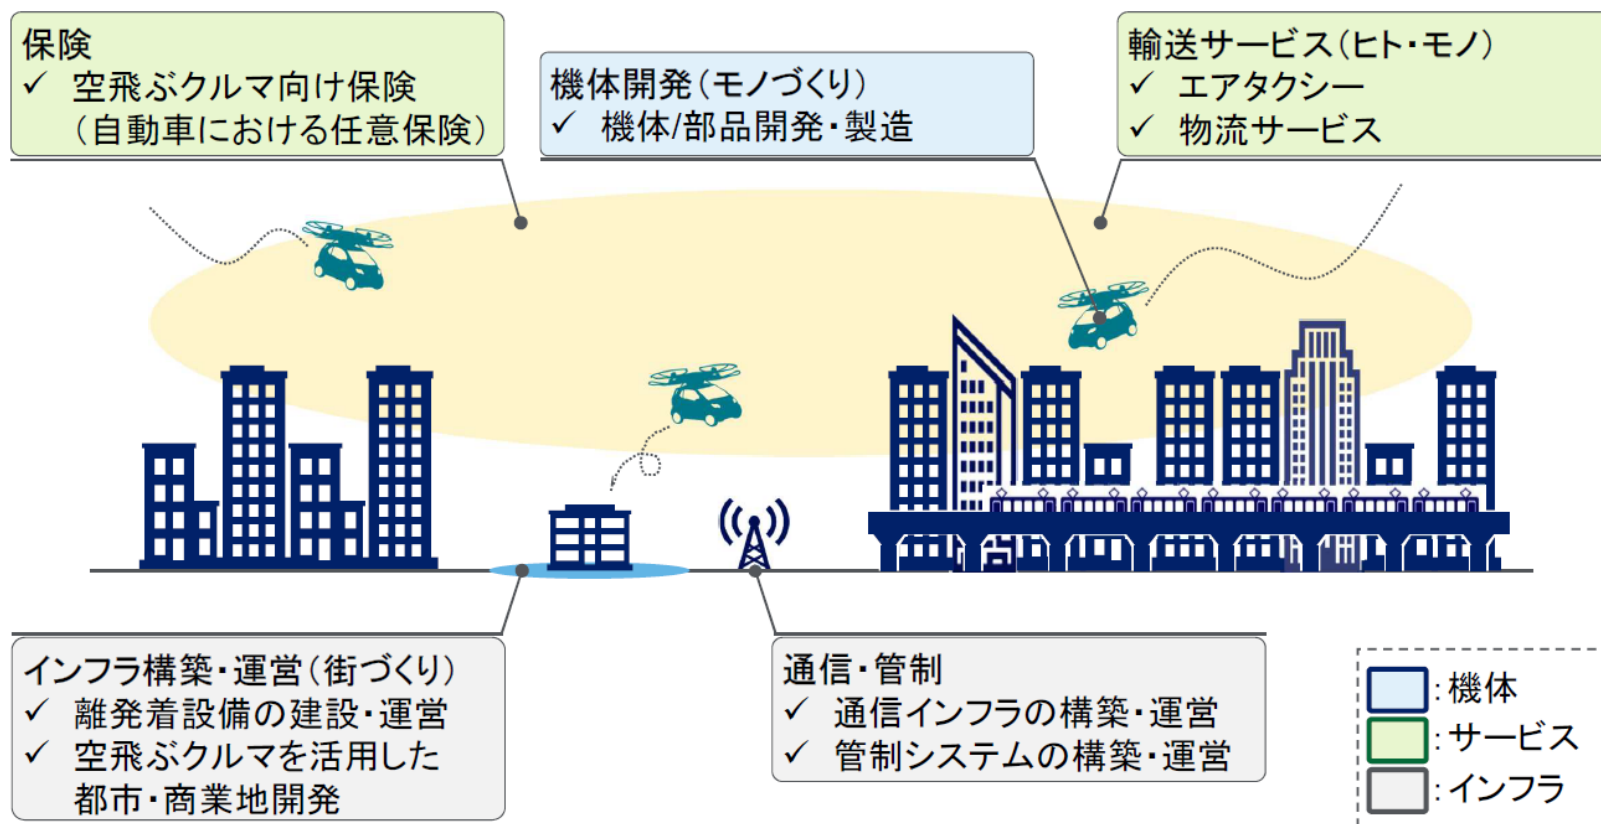 保険
✓ 空飛ぶクルマ向け保険
（自動車における任意保険）
機体開発（モノづくり）
✓ 機体/部品開発・製造
輸送サービス（ヒト・モノ）
✓ エアタクシー
✓ 物流サービス
インフラ構築・運営（街づくり）
✓ 離発着設備の建設・運営
✓ 空飛ぶクルマを活用した
都市・商業地開発
通信・管制
✓ 通信インフラの構築・運営
✓ 管制システムの構築・運営
：機体
：サービス
：インフラ